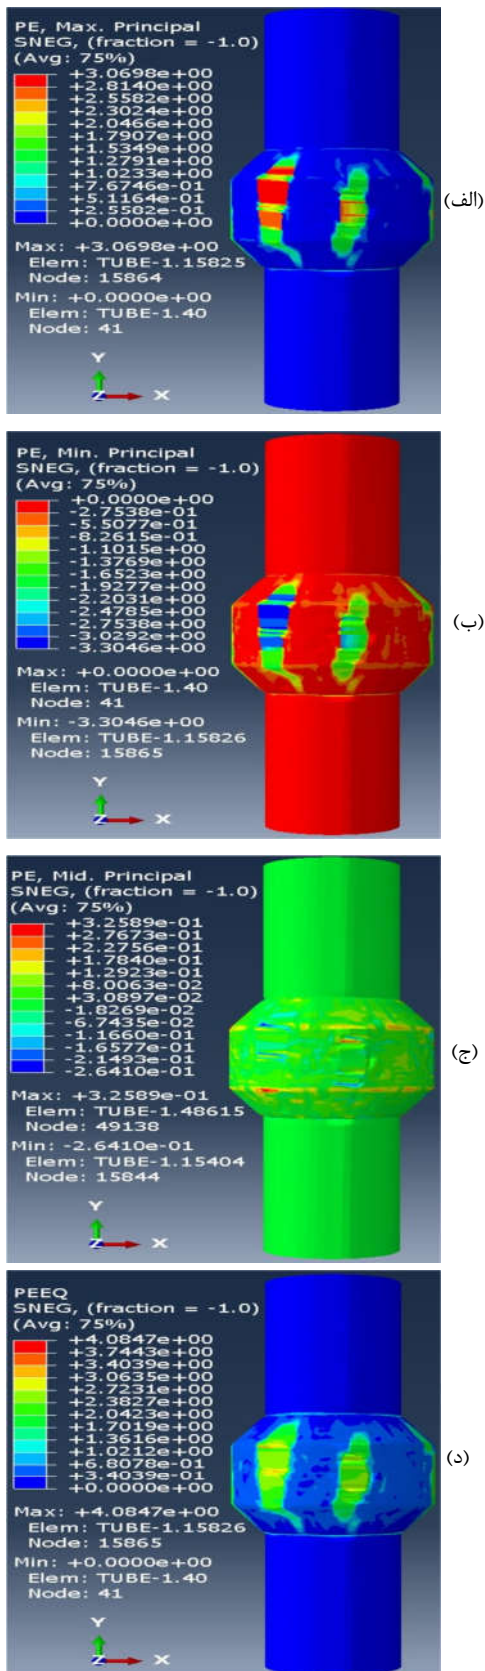 PE, Max. Principal
SNEG, (fraction = -1.0)
(Avg: 75%)
+3.0698e+00
+2.8140e+00
+2.5582e+00
+2.3024e+00
+2.0466e+00
+1.7907e+00
+1.5349e+00
+1.2791e+00
+1.0233e+00
+7.6746e-01
+5.1164e-01
+2.5582e-01
+0.0000e+00
Max: +3.0698e+00
Elem: TUBE-1.15825
Node: 15864
Min: +0.0000e+00
Elem: TUBE-1.40
Node: 41
Y
Z X
(الف)
PE, Min. Principal
SNEG, (fraction = -1.0)
(Avg: 75%)
+0.0000e+00
-2.7538e-01
-5.5077e-01
-8.2615e-01
-1.1015e+00
-1.3769e+00
-1.6523e+00
-1.9277e+00
-2.2031e+00
-2.4785e+00
-2.7538e+00
-3.0292e+00
-3.3046e+00
Max: +0.0000e+00
Elem: TUBE-1.40
Node: 41
Min: -3.3046e+00
Elem: TUBE-1.15826
Node: 15865
Y
Z X
(ب)
PE, Mid. Principal
SNEG, (fraction = -1.0)
(Avg: 75%)
+3.2589e-01
+2.7673e-01
+2.2756e-01
+1.7840e-01
+1.2923e-01
+8.0063e-02
+3.0897e-02
-1.8269e-02
-6.7435e-02
-1.1660e-01
-1.6577e-01
-2.1493e-01
-2.6410e-01
Max: +3.2589e-01
Elem: TUBE-1.48615
Node: 49138
Min: -2.6410e-01
Elem: TUBE-1.15404
Node: 15844
Y
Z X
(ج)
PEEQ
SNEG, (fraction = -1.0)
(Avg: 75%)
+4.0847e+00
+3.7443e+00
+3.4039e+00
+3.0635e+00
+2.7231e+00
+2.3827e+00
+2.0423e+00
+1.7019e+00
+1.3616e+00
+1.0212e+00
+6.8078e-01
+3.4039e-01
+0.0000e+00
Max: +4.0847e+00
Elem: TUBE-1.15826
Node: 15865
Min: +0.0000e+00
Elem: TUBE-1.40
Node: 41
Y
Z X
(د)